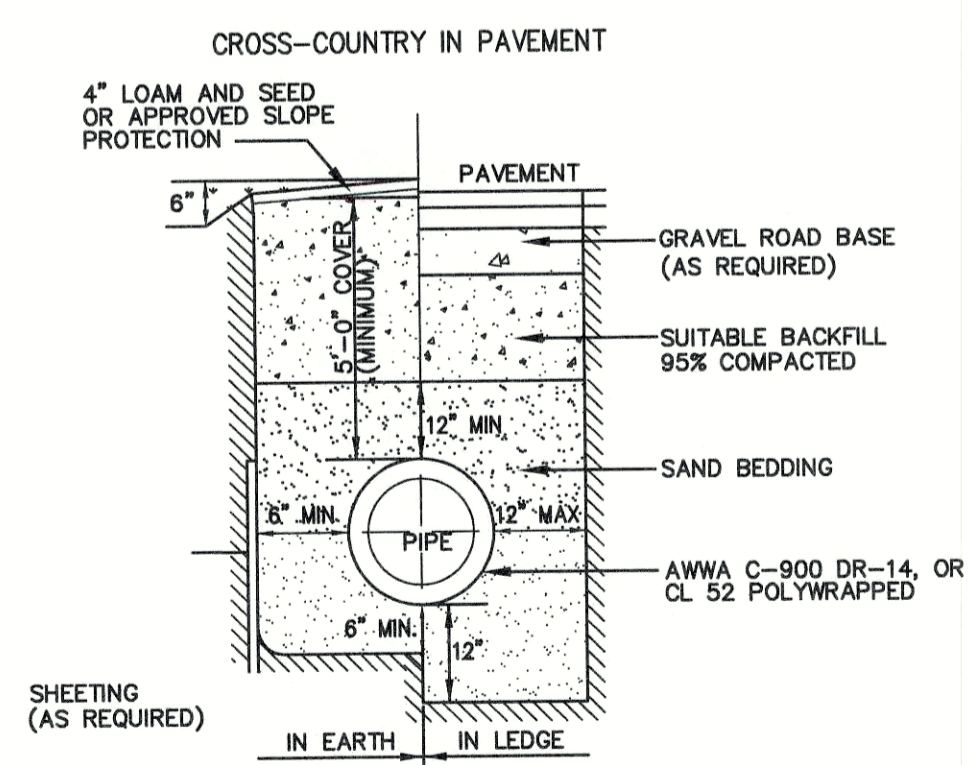 CROSS-COUNTRY IN PAVEMENT
4" LOAM AND SEED
OR APPROVED SLOPE
PROTECTION
PAVEMENT
6"
GRAVEL ROAD BASE
(AS REQUIRED)
5'-0" COVER
(MINIMUM)
SUITABLE BACKFILL
95% COMPACTED
12" MIN
SAND BEDDING
6" MIN.
12" MAX
PIPE
AWWA C-900 DR-14, OR
CL 52 POLYWRAPPED
6" MIN.
12"
SHEETING
(AS REQUIRED)
IN EARTH
IN LEDGE